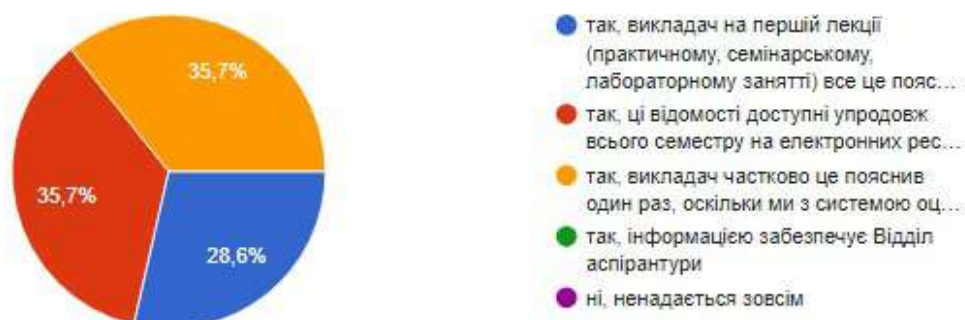 35,7%
35,7%
28,6%
так, викладач на першій лекції
(практичному, семінарському,
лабораторному занятті) все це пояс...
так, ці відомості доступні упродовж
всього семестру на електронних рес...
так, викладач частково це пояснив
один раз, оскільки ми з системою оц...
так, інформацією забезпечує Відділ
аспірантури
ні, ненадається зовсім